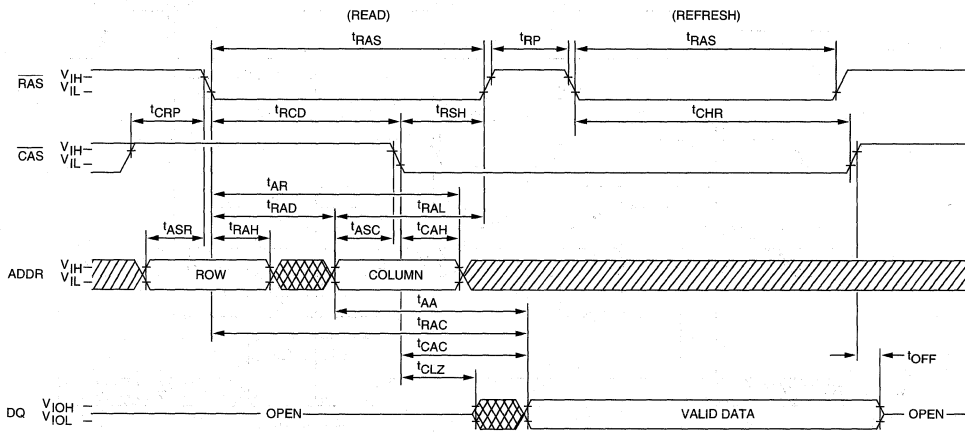 (READ) (REFRESH)
tRAS tRP tRAS
RAS VIH VIL
tCRP tRCD tRSH tCHR
CAS VIH VIL
tAR
tRAD tRAL
tASR tRAH tASC tCAH
ADDR VIH VIL ROW COLUMN
tAA
tRAC
tCAC
tOFF
tCLZ
DQ VIOH VIOL OPEN VALID DATA OPEN